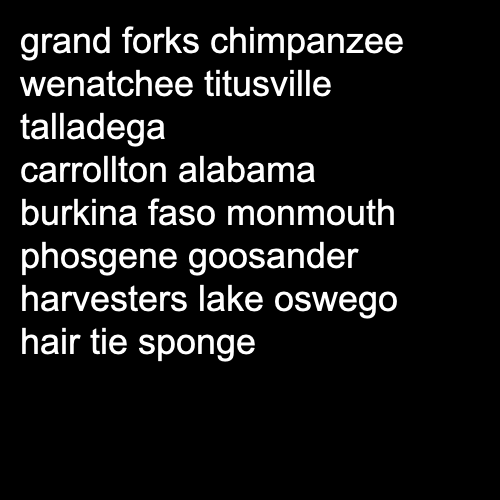 grand forks chimpanzee
wenatchee titusville
talladega
carrollton alabama
burkina faso monmouth
phosgene goosander
harvesters lake oswego
hair tie sponge